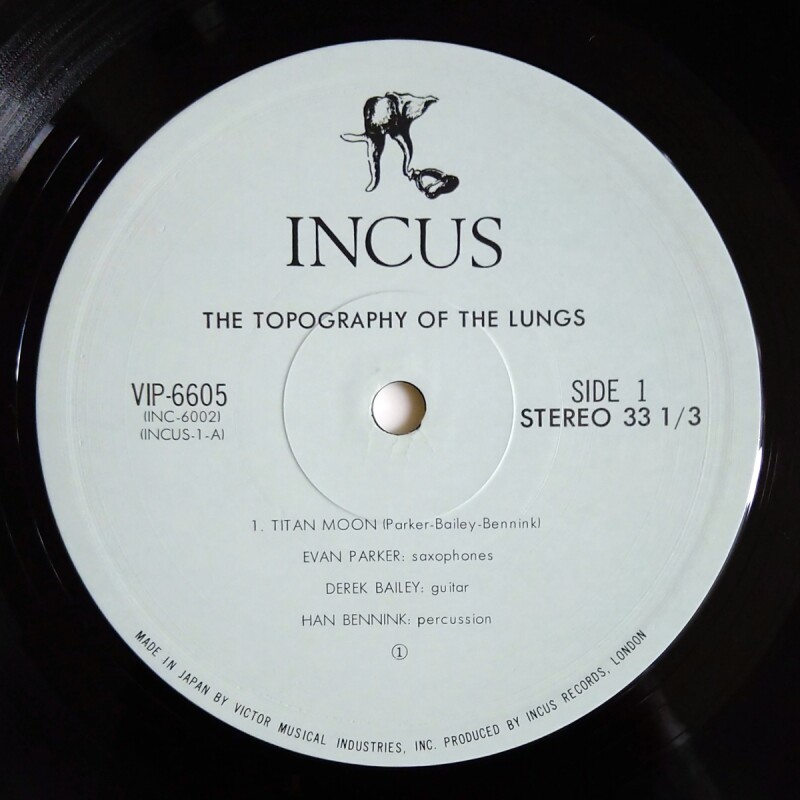 INCUS
THE TOPOGRAPHY OF THE LUNGS
VIP-6605
(INC-6002)
(INCUS-1-A)
SIDE 1
STEREO 33 1/3
1. TITAN MOON (Parker-Bailey-Bennink)
EVAN PARKER: saxophones
DEREK BAILEY: guitar
HAN BENNINK: percussion
①
MADE IN JAPAN BY VICTOR MUSICAL INDUSTRIES, INC. PRODUCED BY INCUS RECORDS, LONDON